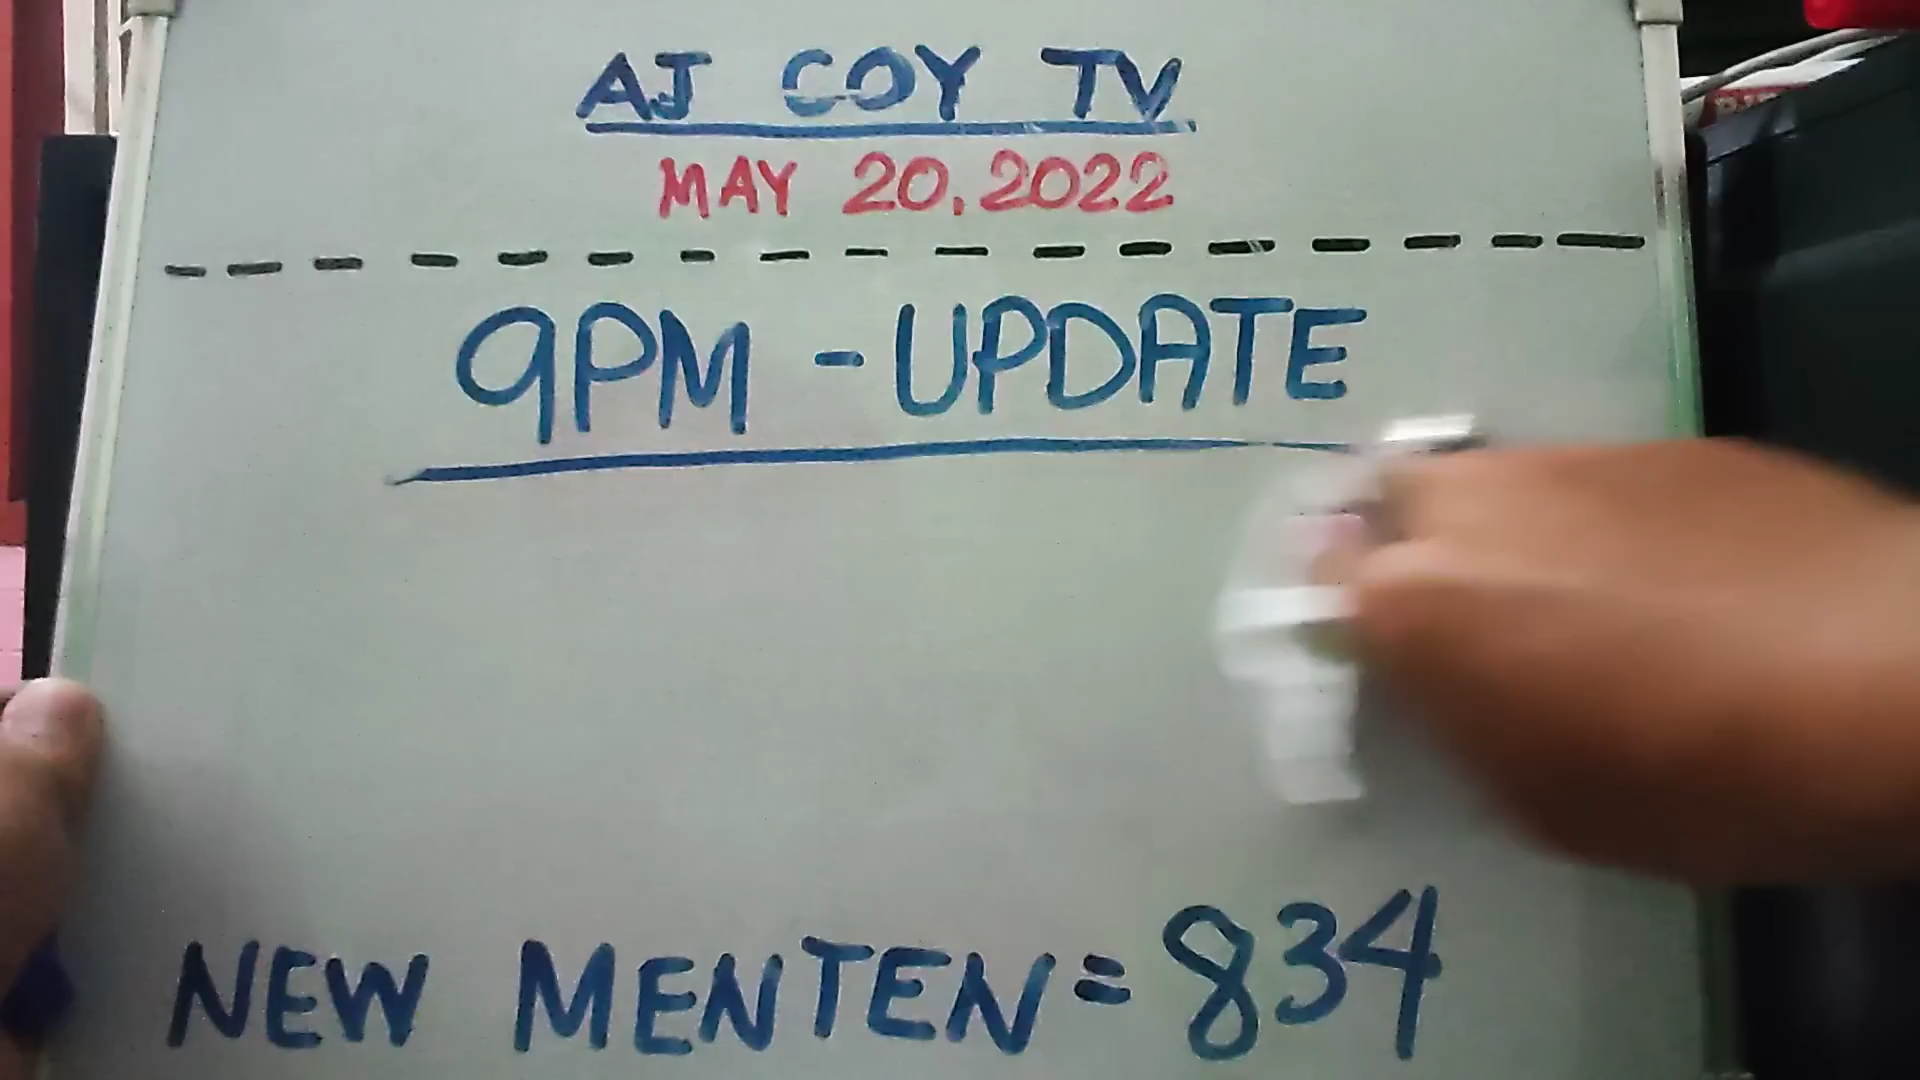 AJ COY TV
MAY 20, 2022
9PM - UPDATE
NEW MENTEN = 834